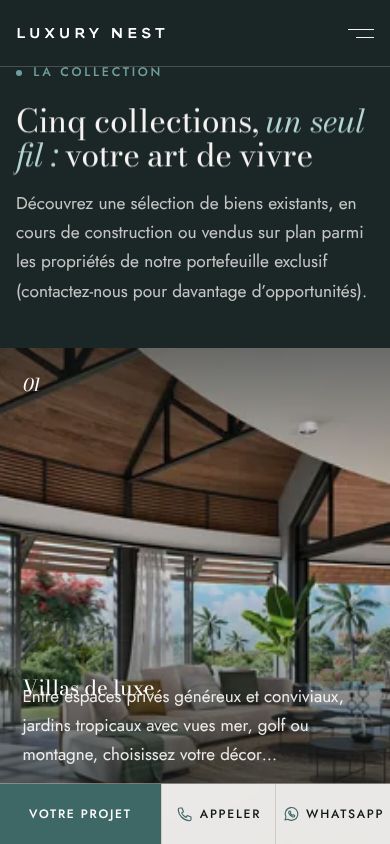 LUXURY NEST
LA COLLECTION
Cinq collections, un seul
fil : votre art de vivre
Découvrez une sélection de biens existants, en
cours de construction ou vendus sur plan parmi
les propriétés de notre portefeuille exclusif
(contactez-nous pour davantage d’opportunités).
01
Villas de luxe
Entre espaces privés généreux et conviviaux,
jardins tropicaux avec vues mer, golf ou
montagne, choisissez votre décor…
VOTRE PROJET
APPELER
WHATSAPP